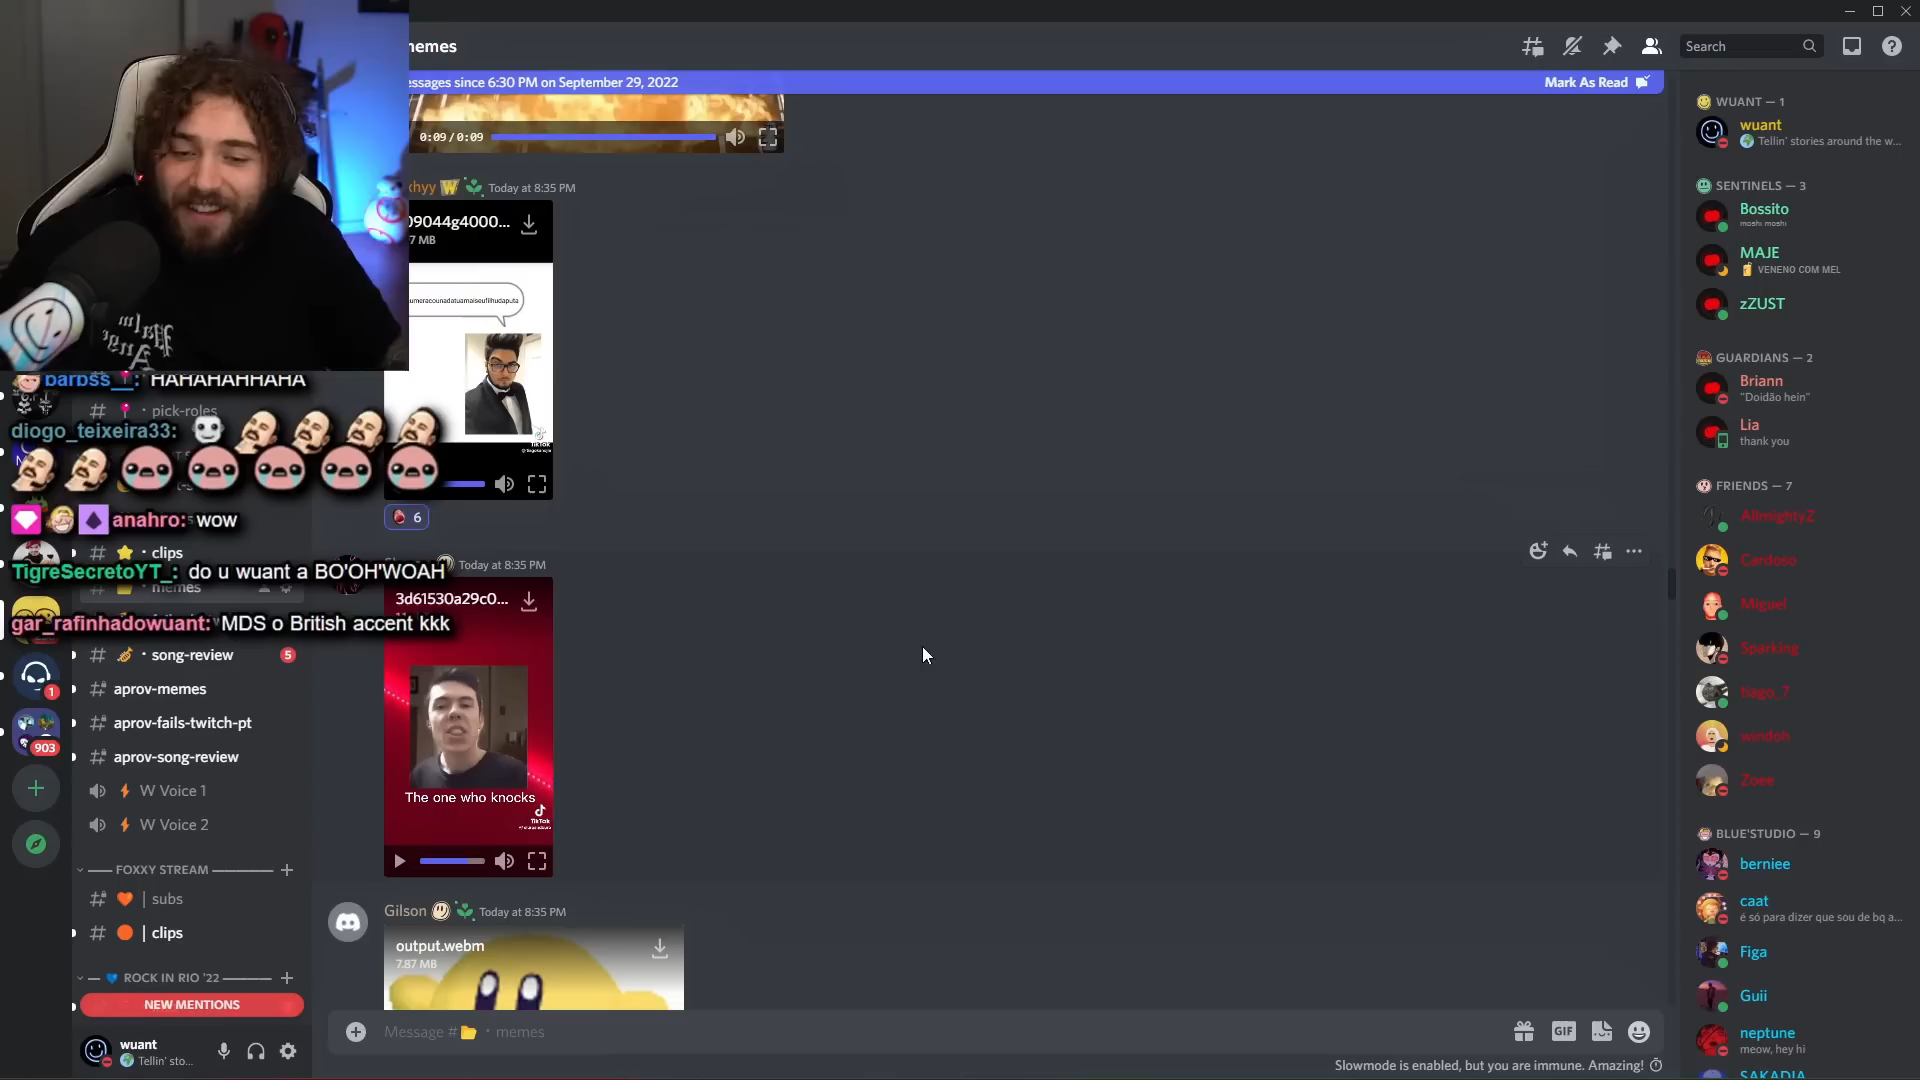 memes
essages since 6:30 PM on September 29, 2022
Mark As Read
Search
0:09 / 0:09
khyy Today at 8:35 PM
09044g4000...
7 MB
umeracounadatuamaiseufilhudaputa
TikTok
6
barbss__: HAHAHAHHAHA
pick-roles
diogo_teixeira33:
anahro: wow
clips
TigreSecretoYT_: do u wuant a BO'OH'WOAH
memes
gar_rafinhadowuant: MDS o British accent kkk
song-review 5
aprov-memes
aprov-fails-twitch-pt
aprov-song-review
W Voice 1
W Voice 2
FOXXY STREAM
| subs
| clips
ROCK IN RIO '22
NEW MENTIONS
wuant
Tellin' sto...
1
903
Today at 8:35 PM
3d61530a29c0...
The one who knocks
TikTok
Gilson Today at 8:35 PM
output.webm
7.87 MB
Message # · memes
GIF
Slowmode is enabled, but you are immune. Amazing!
WUANT — 1
wuant
Tellin' stories around the w...
SENTINELS — 3
Bossito
moshi moshi
MAJE
VENENO COM MEL
zZUST
GUARDIANS — 2
Briann
"Doidão hein"
Lia
thank you
FRIENDS — 7
AllmightyZ
Cardoso
Miguel
Sparking
tiago_7
windoh
Zoee
BLUE'STUDIO — 9
berniee
caat
é só para dizer que sou de bq a...
Figa
Guii
neptune
meow, hey hi
SAKADIA